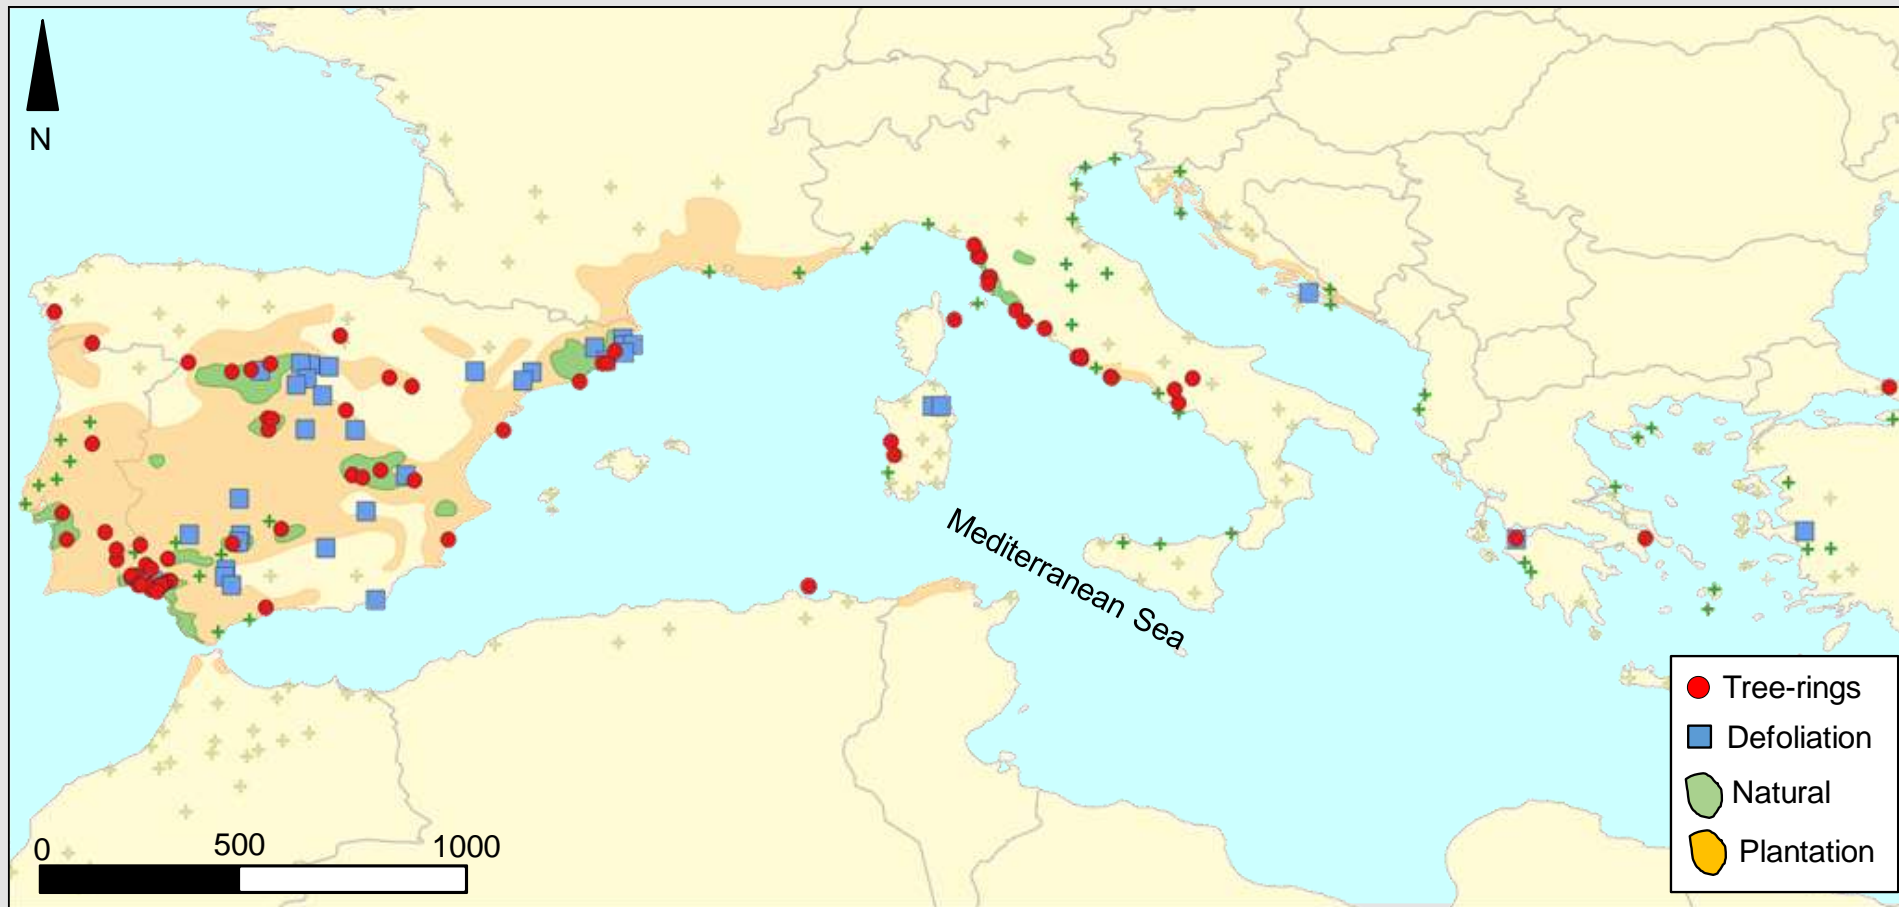 N
Mediterranean Sea
Tree-rings
Defoliation
Natural
Plantation
0 500 1000